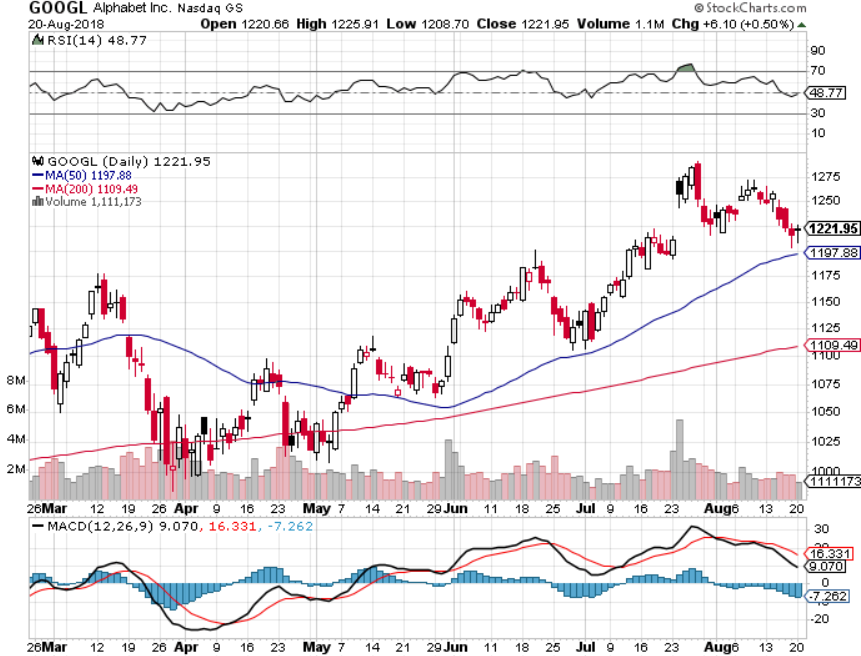 GOOGL Alphabet Inc. Nasdaq GS © StockCharts.com
20-Aug-2018 Open 1220.66 High 1225.91 Low 1208.70 Close 1221.95 Volume 1.1M Chg +6.10 (+0.50%)
RSI(14) 48.77
90
70
48.77
30
10
GOOGL (Daily) 1221.95
MA(50) 1197.88
MA(200) 1109.49
Volume 1,111,173
1275
1250
1221.95
1197.88
1175
1150
1125
1109.49
1100
1075
1050
1025
1000
1111173
8M
6M
4M
2M
26 Mar 12 19 26 Apr 9 16 23 May 7 14 21 29 Jun 11 18 25 Jul 9 16 23 Aug 6 13 20
MACD(12,26,9) 9.070, 16.331, -7.262
30
16.331
9.070
0
-7.262
-20
26 Mar 12 19 26 Apr 9 16 23 May 7 14 21 29 Jun 11 18 25 Jul 9 16 23 Aug 6 13 20